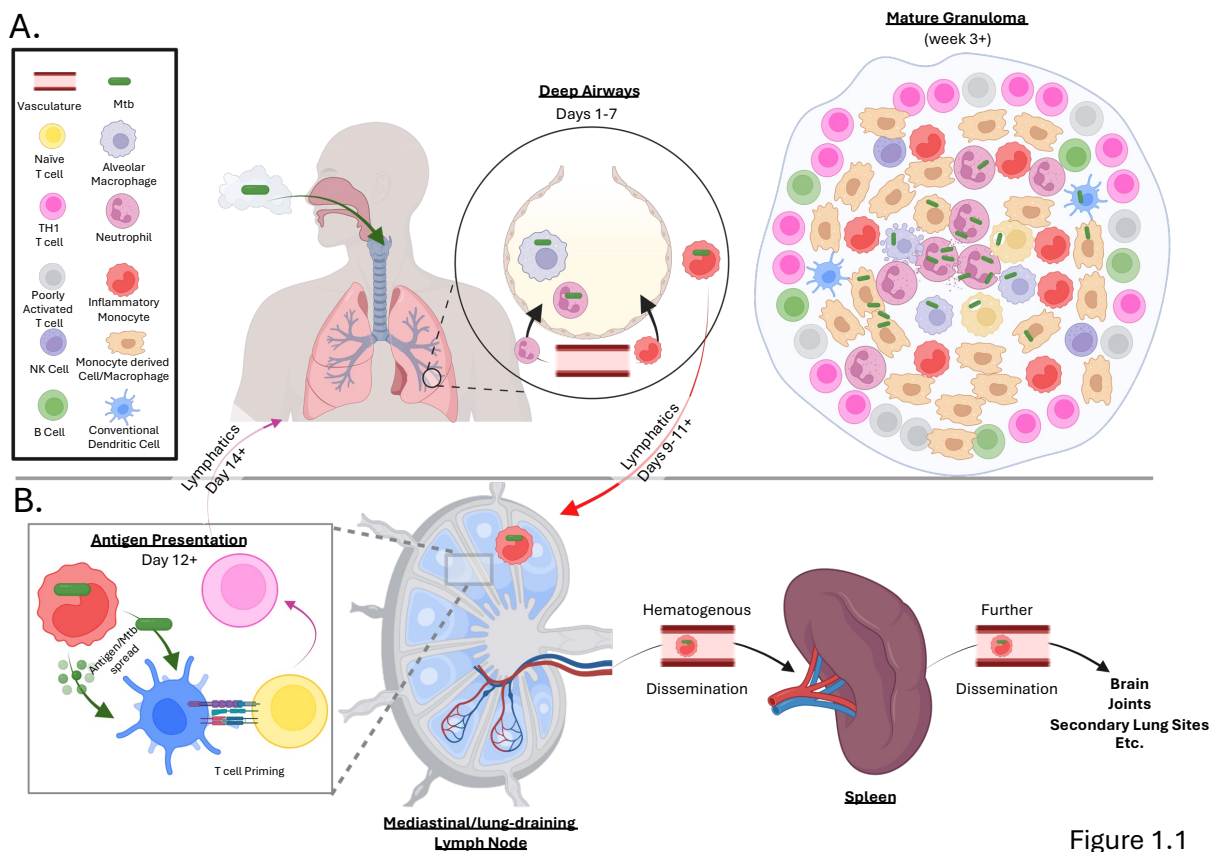 A.
Mature Granuloma
(week 3+)
Vasculature
Mtb
Naïve
T cell
Alveolar
Macrophage
TH1
T cell
Neutrophil
Poorly
Activated
T cell
Inflammatory
Monocyte
NK Cell
Monocyte derived
Cell/Macrophage
B Cell
Conventional
Dendritic Cell
Deep Airways
Days 1-7
Lymphatics
Day 14+
Lymphatics
Days 9-11+
B.
Antigen Presentation
Day 12+
Antigen/Mtb
spread
T cell Priming
Mediastinal/lung-draining
Lymph Node
Hematogenous
Dissemination
Spleen
Further
Dissemination
Brain
Joints
Secondary Lung Sites
Etc.
Figure 1.1